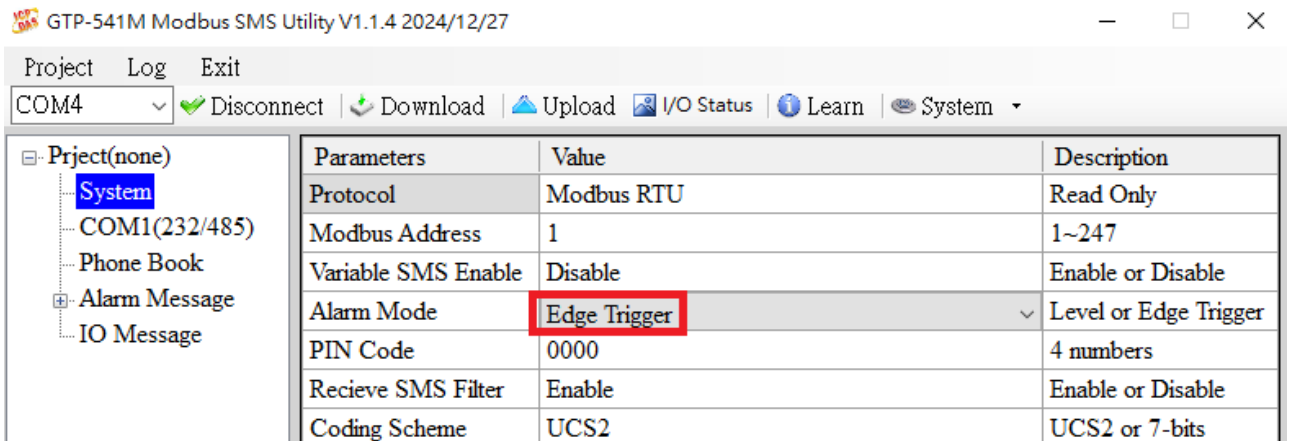 GTP-541M Modbus SMS Utility V1.1.4 2024/12/27
Project Log Exit
COM4 Disconnect Download Upload I/O Status Learn System
Prject(none)
System
COM1(232/485)
Phone Book
Alarm Message
IO Message
Parameters Value Description
Protocol Modbus RTU Read Only
Modbus Address 1 1~247
Variable SMS Enable Disable Enable or Disable
Alarm Mode Edge Trigger Level or Edge Trigger
PIN Code 0000 4 numbers
Recieve SMS Filter Enable Enable or Disable
Coding Scheme UCS2 UCS2 or 7-bits